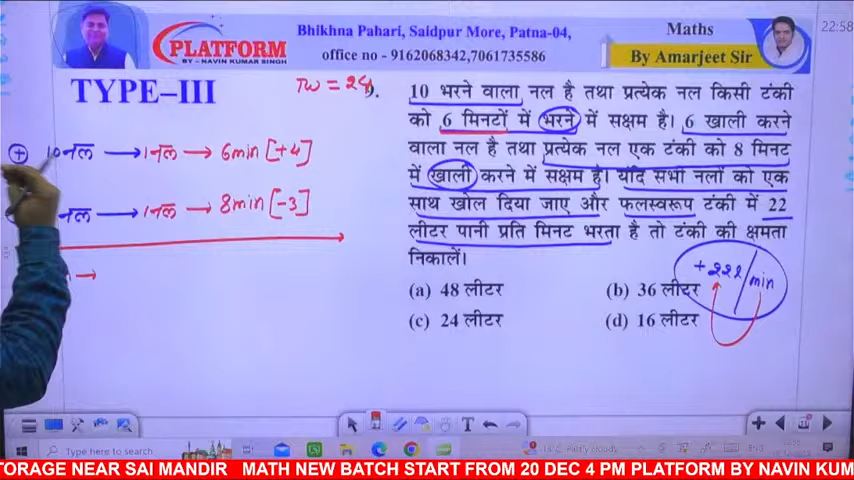 22:58
Bhikhna Pahari, Saidpur More, Patna-04,
office no - 9162068342,7061735586
PLATFORM
BY – NAVIN KUMAR SINGH
Maths
By Amarjeet Sir
TYPE–III
TW = 24
9. 10 भरने वाला नल है तथा प्रत्येक नल किसी टंकी
को 6 मिनटों में भरने में सक्षम है। 6 खाली करने
वाला नल है तथा प्रत्येक नल एक टंकी को 8 मिनट
में खाली करने में सक्षम है। यदि सभी नलों को एक
साथ खोल दिया जाए और फलस्वरूप टंकी में 22
लीटर पानी प्रति मिनट भरता है तो टंकी की क्षमता
निकालें।
(a) 48 लीटर (b) 36 लीटर
(c) 24 लीटर (d) 16 लीटर
+ 10 नल → 1 नल → 6 min [+4]
नल → 1 नल → 8 min [-3]
+22l/min
Type here to search
ORAGE NEAR SAI MANDIR MATH NEW BATCH START FROM 20 DEC 4 PM PLATFORM BY NAVIN KUM